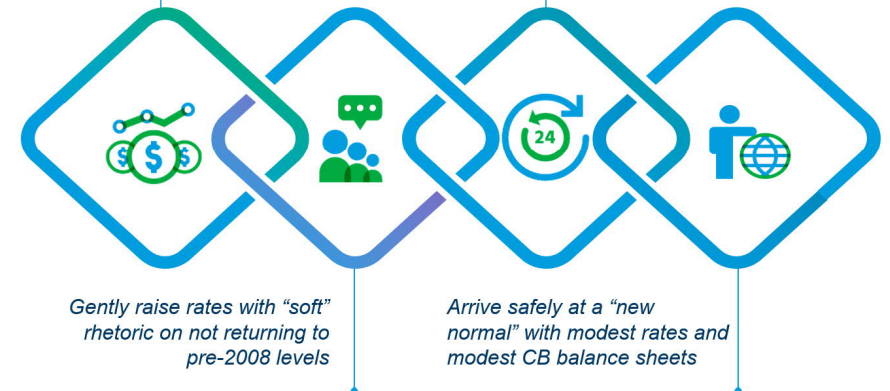 $ $ $
24
Gently raise rates with “soft”
rhetoric on not returning to
pre-2008 levels
Arrive safely at a “new
normal” with modest rates and
modest CB balance sheets